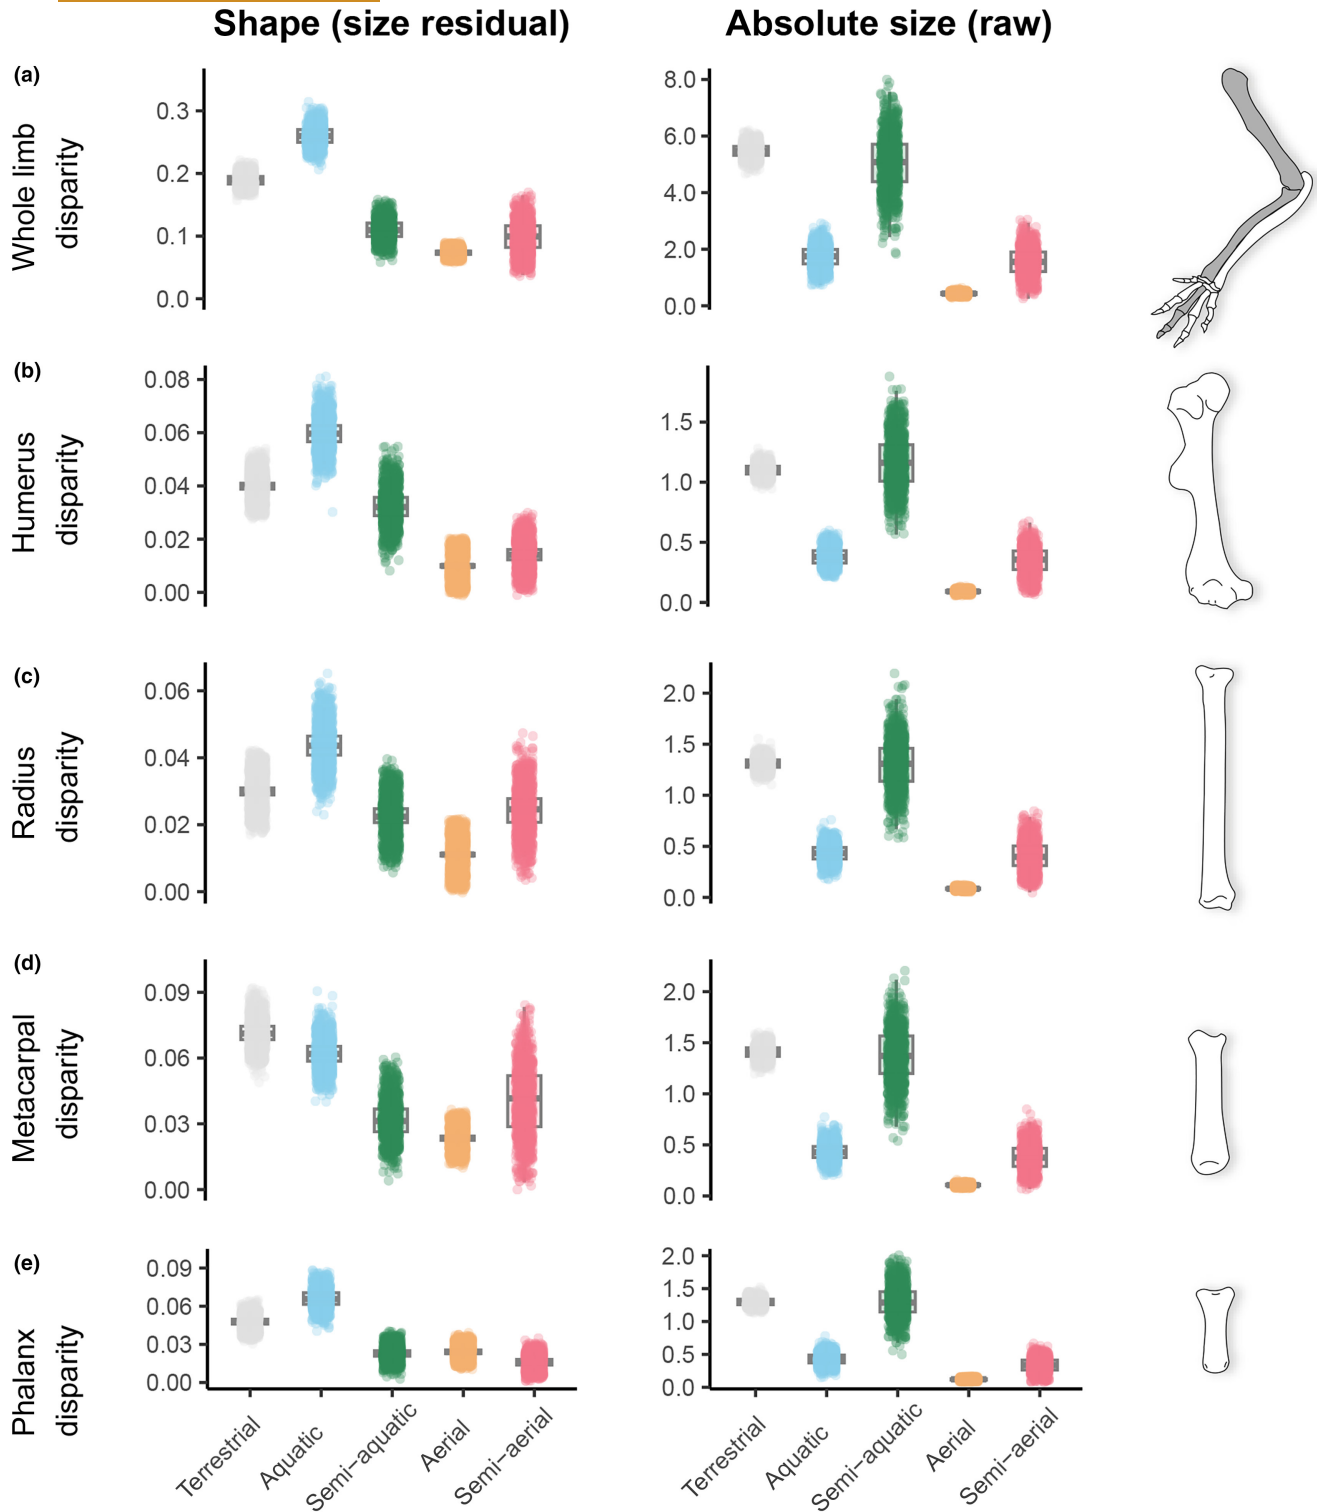 Shape (size residual)
Absolute size (raw)
(a)
Whole limb
disparity
0.3
0.2
0.1
0.0
8.0
6.0
4.0
2.0
0.0
(b)
Humerus
disparity
0.08
0.06
0.04
0.02
0.00
1.5
1.0
0.5
0.0
(c)
Radius
disparity
0.06
0.04
0.02
0.00
2.0
1.5
1.0
0.5
0.0
(d)
Metacarpal
disparity
0.09
0.06
0.03
0.00
2.0
1.5
1.0
0.5
0.0
(e)
Phalanx
disparity
0.09
0.06
0.03
0.00
2.0
1.5
1.0
0.5
0.0
Terrestrial
Aquatic
Semi−aquatic
Aerial
Semi−aerial
Terrestrial
Aquatic
Semi−aquatic
Aerial
Semi−aerial